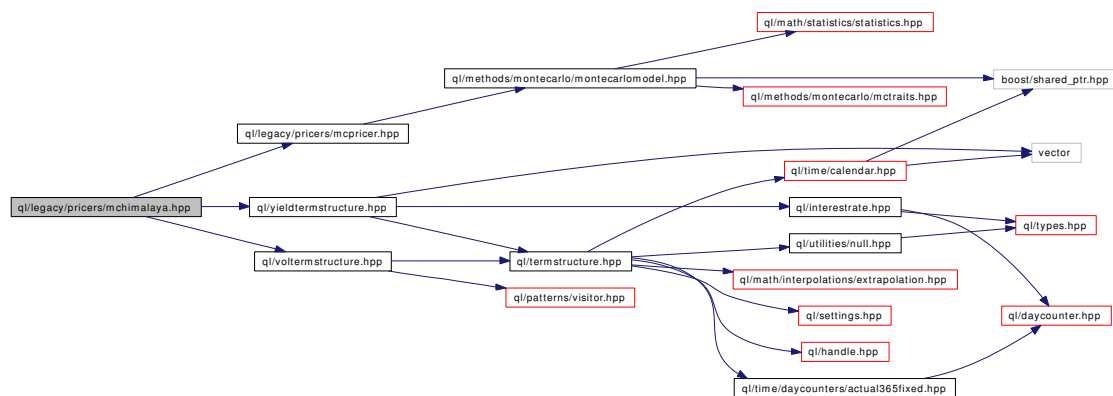 ql/math/statistics/statistics.hpp
ql/methods/montecarlo/montecarlomodel.hpp
boost/shared_ptr.hpp
ql/methods/montecarlo/mctraits.hpp
ql/legacy/pricers/mcpricer.hpp
vector
ql/time/calendar.hpp
ql/legacy/pricers/mchimalaya.hpp
ql/yieldtermstructure.hpp
ql/interestrate.hpp
ql/types.hpp
ql/utilities/null.hpp
ql/voltermstructure.hpp
ql/termstructure.hpp
ql/math/interpolations/extrapolation.hpp
ql/patterns/visitor.hpp
ql/settings.hpp
ql/daycounter.hpp
ql/handle.hpp
ql/time/daycounters/actual365fixed.hpp